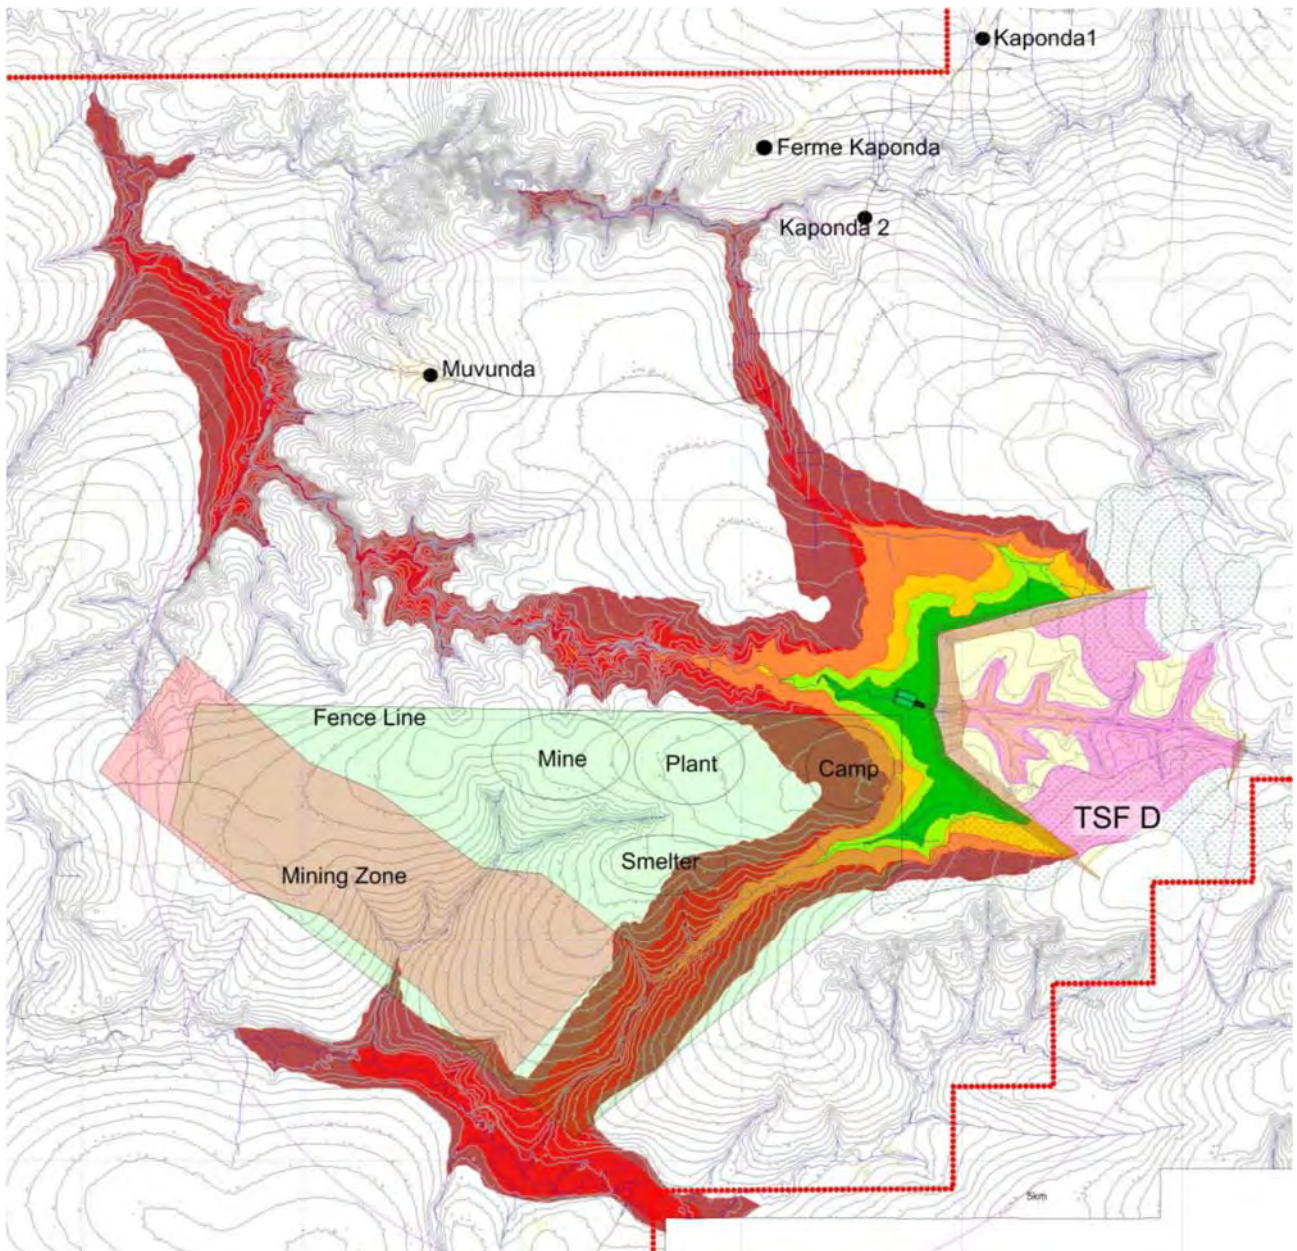 Kaponda1
Ferme Kaponda
Kaponda 2
Muvunda
Fence Line
Mine
Plant
Camp
TSF D
Smelter
Mining Zone
5km